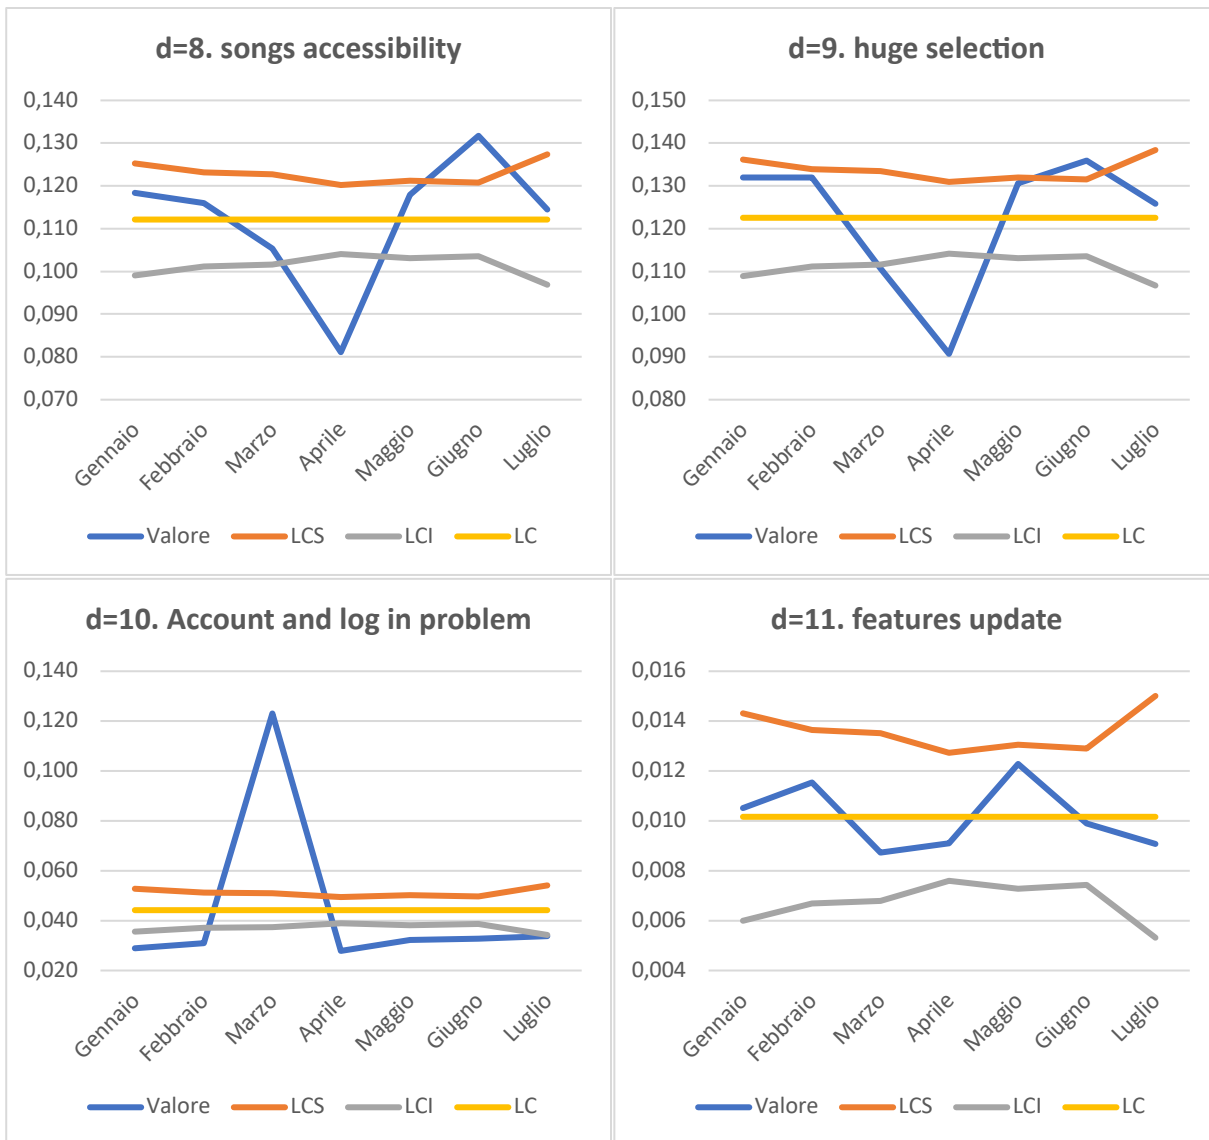 d=8. songs accessibility
0,140
0,130
0,120
0,110
0,100
0,090
0,080
0,070
Gennaio
Febbraio
Marzo
Aprile
Maggio
Giugno
Luglio
Valore LCS LCI LC
d=9. huge selection
0,150
0,140
0,130
0,120
0,110
0,100
0,090
0,080
Gennaio
Febbraio
Marzo
Aprile
Maggio
Giugno
Luglio
Valore LCS LCI LC
d=10. Account and log in problem
0,140
0,120
0,100
0,080
0,060
0,040
0,020
Gennaio
Febbraio
Marzo
Aprile
Maggio
Giugno
Luglio
Valore LCS LCI LC
d=11. features update
0,016
0,014
0,012
0,010
0,008
0,006
0,004
Gennaio
Febbraio
Marzo
Aprile
Maggio
Giugno
Luglio
Valore LCS LCI LC